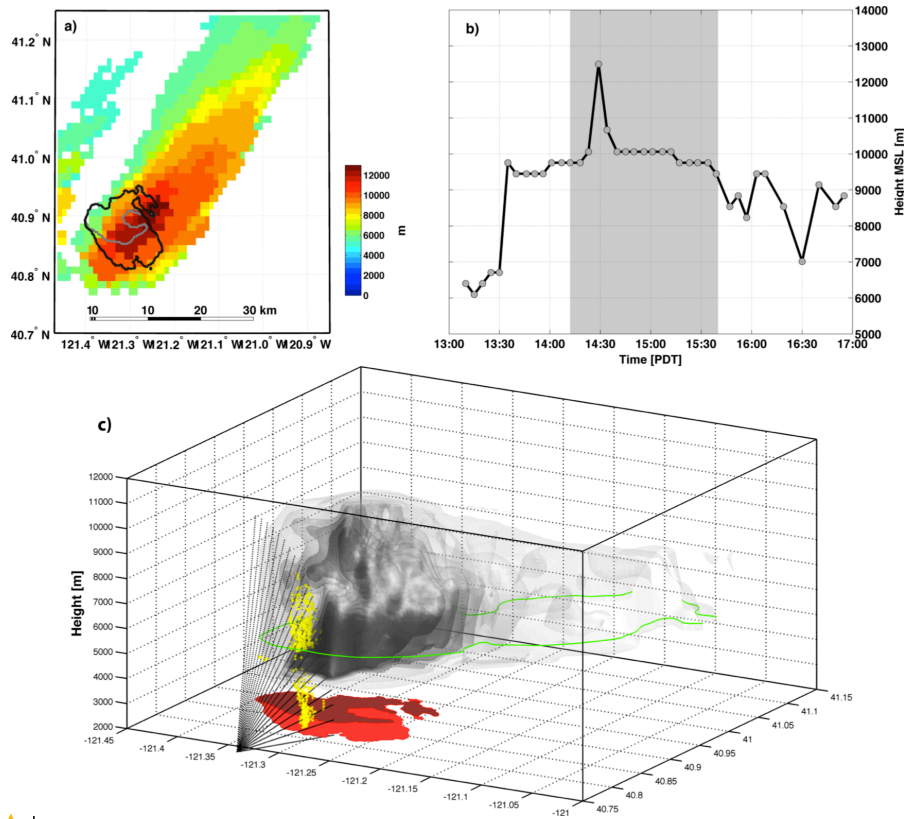 a)
41.2° N
41.1° N
41.0° N
40.9° N
40.8° N
40.7° N
121.4° W
121.3° W
121.2° W
121.1° W
121.0° W
120.9° W
10 10 20 30 km
12000
10000
8000
6000
4000
2000
0
m
b)
14000
13000
12000
11000
10000
9000
8000
7000
6000
5000
Height MSL [m]
13:00 13:30 14:00 14:30 15:00 15:30 16:00 16:30 17:00
Time [PDT]
c)
12000
11000
10000
9000
8000
7000
6000
5000
4000
3000
2000
Height [m]
-121.45
-121.4
-121.35
-121.3
-121.25
-121.2
-121.15
-121.1
-121.05
-121
40.75
40.8
40.85
40.9
40.95
41
41.05
41.1
41.15